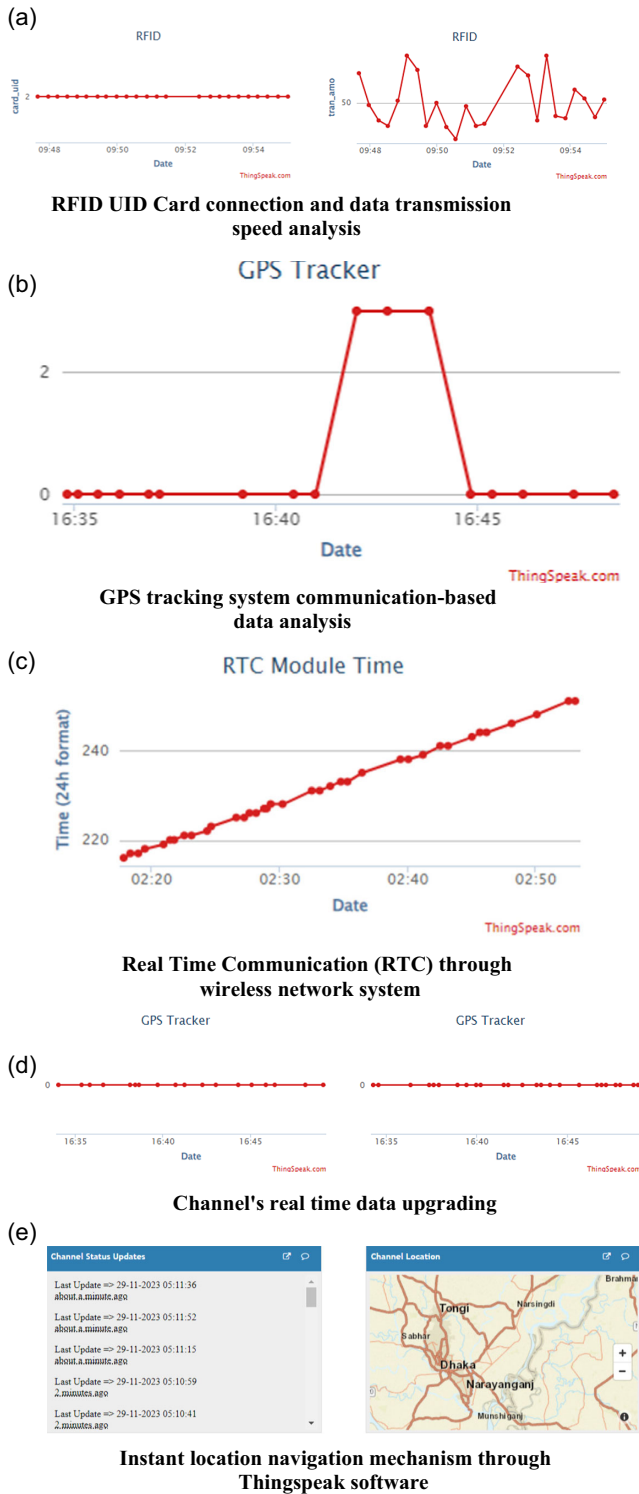 (a)
RFID
card_uid
2
09:48 09:50 09:52 09:54
Date
ThingSpeak.com
RFID
tran_amo
50
09:48 09:50 09:52 09:54
Date
ThingSpeak.com
RFID UID Card connection and data transmission
speed analysis
(b)
GPS Tracker
2
0
16:35 16:40 16:45
Date
ThingSpeak.com
GPS tracking system communication-based
data analysis
(c)
RTC Module Time
Time (24h format)
240
220
02:20 02:30 02:40 02:50
Date
ThingSpeak.com
Real Time Communication (RTC) through
wireless network system
(d)
GPS Tracker
0
16:35 16:40 16:45
Date
ThingSpeak.com
GPS Tracker
0
16:35 16:40 16:45
Date
ThingSpeak.com
Channel's real time data upgrading
(e)
Channel Status Updates
Last Update => 29-11-2023 05:11:36
about a minute ago
Last Update => 29-11-2023 05:11:52
about a minute ago
Last Update => 29-11-2023 05:11:15
about a minute ago
Last Update => 29-11-2023 05:10:59
2 minutes ago
Last Update => 29-11-2023 05:10:41
2 minutes ago
Channel Location
Brahman
Tongi
Narsingdi
Sabhar
Dhaka
Narayanganj
Munshiganj
+
−
Instant location navigation mechanism through
Thingspeak software